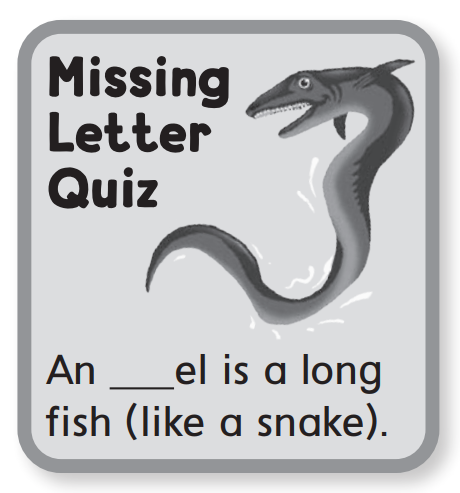 Missing
Letter
Quiz
An ___el is a long
fish (like a snake).